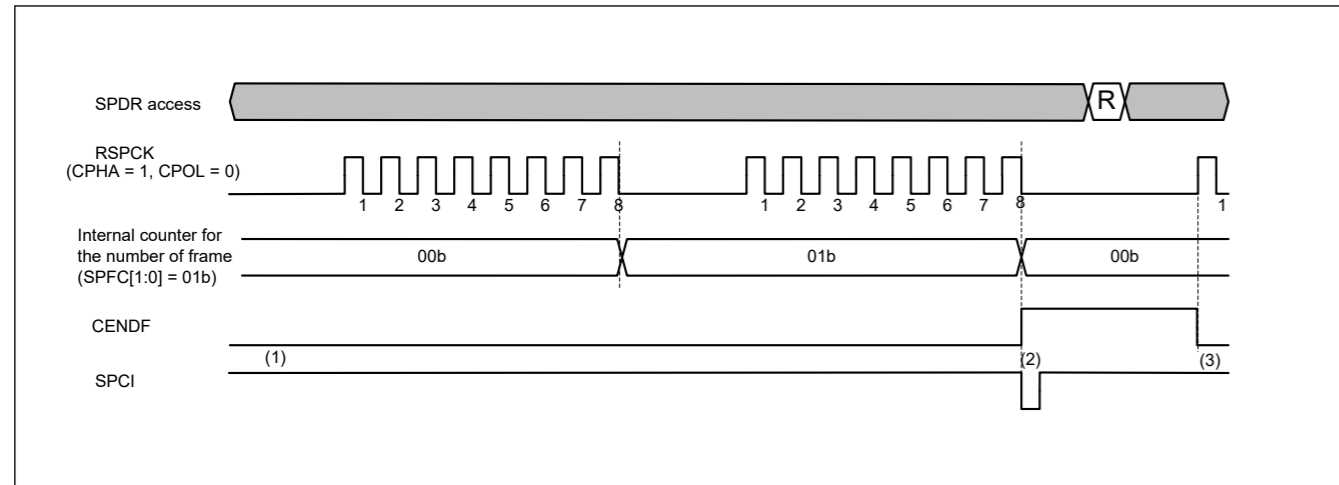 SPDR access
R
RSPCK
(CPHA = 1, CPOL = 0)
1 2 3 4 5 6 7 8 1 2 3 4 5 6 7 8 1
Internal counter for
the number of frame
(SPFC[1:0] = 01b)
00b 01b 00b
CENDF
(1) (2) (3)
SPCI